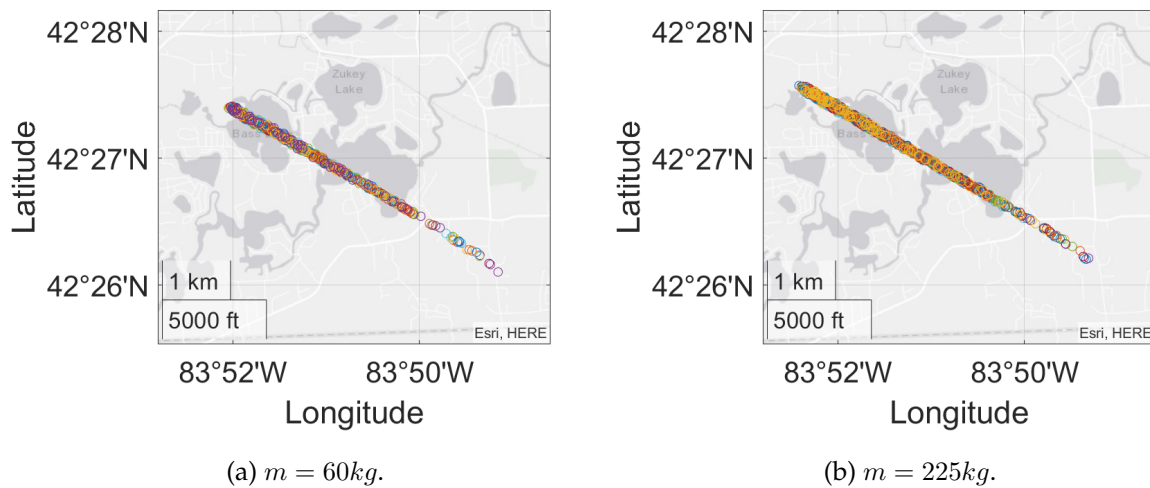 42°28'N
42°27'N
42°26'N
Latitude
Zukey
Lake
Bass
1 km
5000 ft
Esri, HERE
83°52'W 83°50'W
Longitude
(a) m = 60kg.
42°28'N
42°27'N
42°26'N
Latitude
Zukey
Lake
Bass
1 km
5000 ft
Esri, HERE
83°52'W 83°50'W
Longitude
(b) m = 225kg.